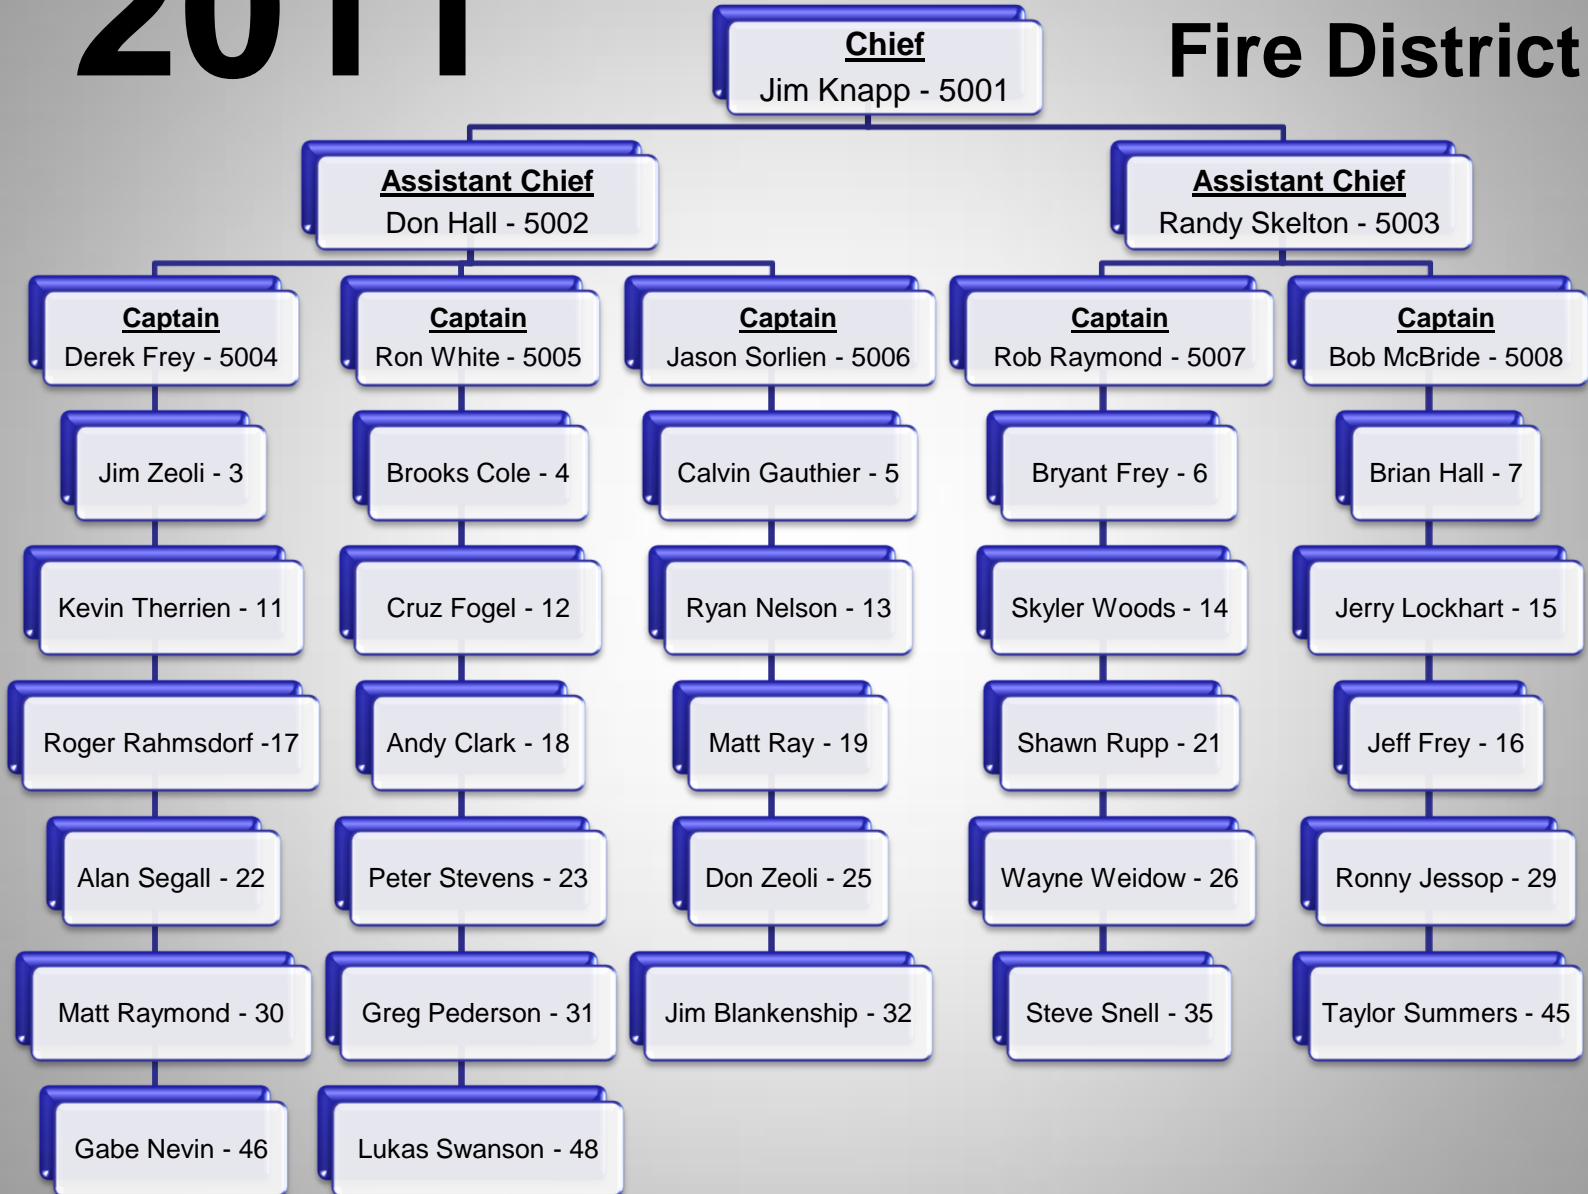 2011
Fire District
Chief
Jim Knapp - 5001
Assistant Chief
Don Hall - 5002
Assistant Chief
Randy Skelton - 5003
Captain
Derek Frey - 5004
Captain
Ron White - 5005
Captain
Jason Sorlien - 5006
Captain
Rob Raymond - 5007
Captain
Bob McBride - 5008
Jim Zeoli - 3
Brooks Cole - 4
Calvin Gauthier - 5
Bryant Frey - 6
Brian Hall - 7
Kevin Therrien - 11
Cruz Fogel - 12
Ryan Nelson - 13
Skyler Woods - 14
Jerry Lockhart - 15
Roger Rahmsdorf -17
Andy Clark - 18
Matt Ray - 19
Shawn Rupp - 21
Jeff Frey - 16
Alan Segall - 22
Peter Stevens - 23
Don Zeoli - 25
Wayne Weidow - 26
Ronny Jessop - 29
Matt Raymond - 30
Greg Pederson - 31
Jim Blankenship - 32
Steve Snell - 35
Taylor Summers - 45
Gabe Nevin - 46
Lukas Swanson - 48